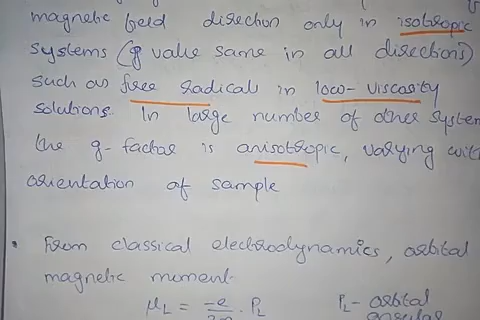 magnetic field direction only in isotropic
systems (g value same in all directions)
such as free radicals in low-viscosity
solutions. In large number of other system
the g-factor is anisotropic, varying with
orientation of sample
• From classical electrodynamics, orbital
magnetic moment
μL = -e . PL PL - orbital
angular